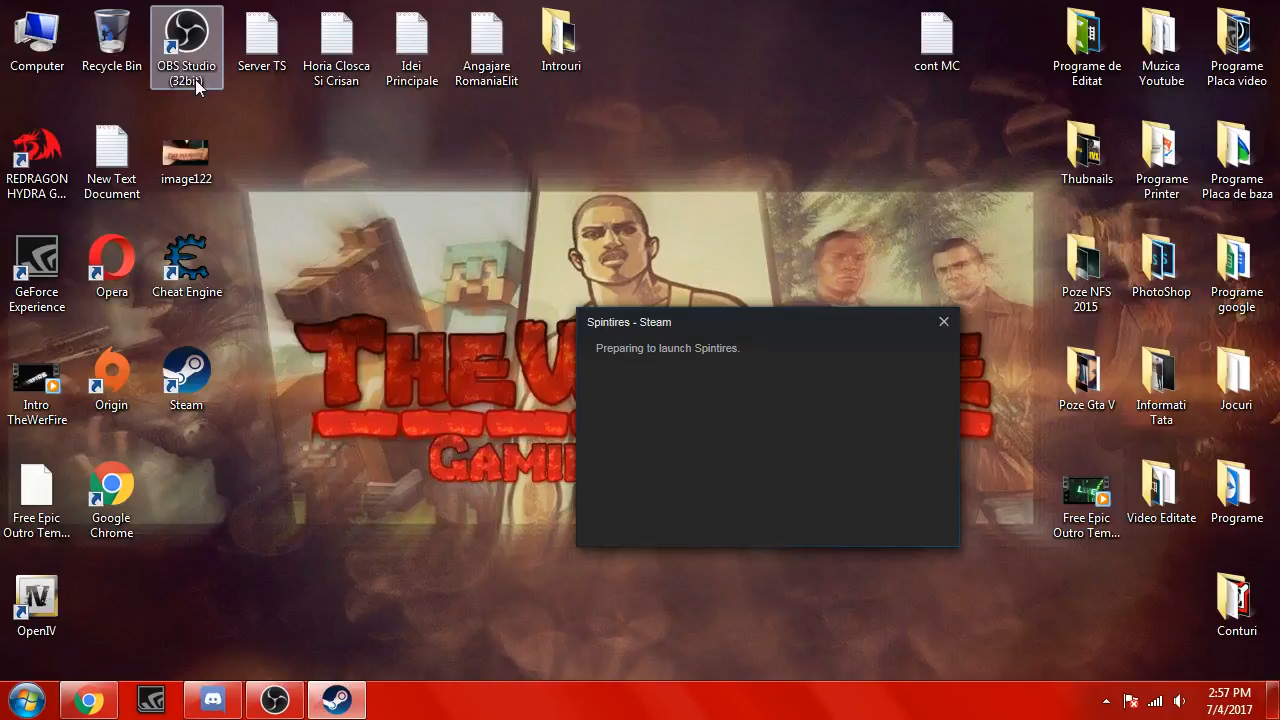 Computer
Recycle Bin
OBS Studio
(32bit)
Server TS
Horia Closca
Si Crisan
Idei
Principale
Angajare
RomaniaElit
Introuri
cont MC
Programe de
Editat
Muzica
Youtube
Programe
Placa video
REDRAGON
HYDRA G...
New Text
Document
image122
Thubnails
Programe
Printer
Programe
Placa de baza
GeForce
Experience
Opera
Cheat Engine
Poze NFS
2015
PhotoShop
Programe
google
Intro
TheWerFire
Origin
Steam
Poze Gta V
Informati
Tata
Jocuri
Free Epic
Outro Tem...
Google
Chrome
Free Epic
Outro Tem...
Video Editate
Programe
OpenIV
Conturi
Spintires - Steam
Preparing to launch Spintires.
2:57 PM
7/4/2017